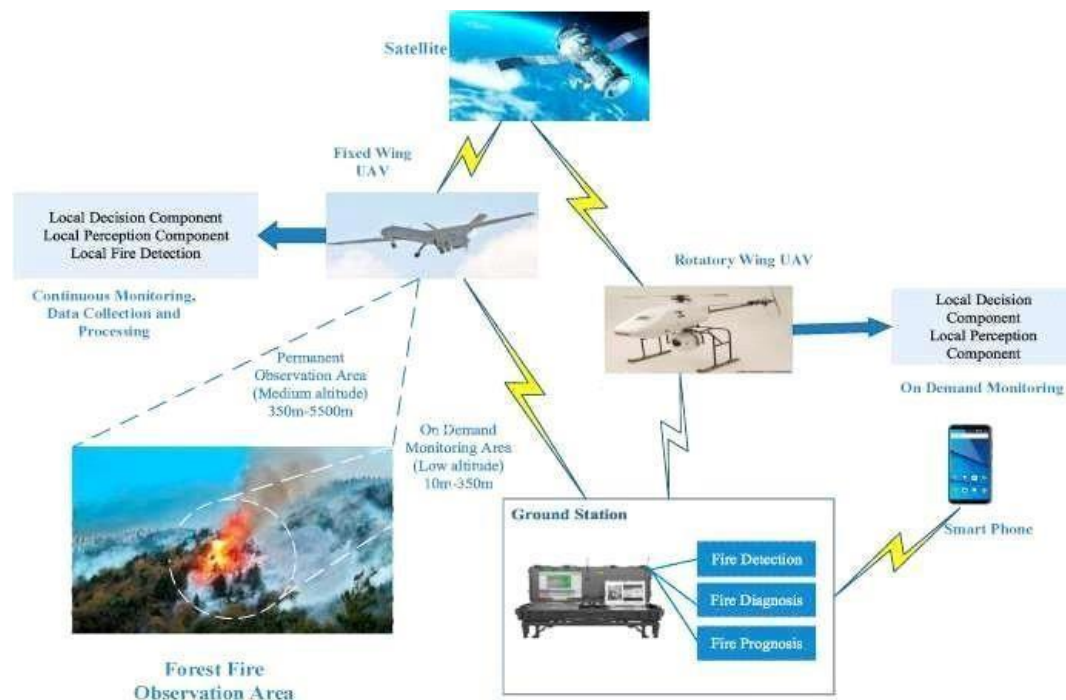 Satellite
Fixed Wing
UAV
Local Decision Component
Local Perception Component
Local Fire Detection
Continuous Monitoring,
Data Collection and
Processing
Rotatory Wing UAV
Local Decision
Component
Local Perception
Component
On Demand Monitoring
Permanent
Observation Area
(Medium altitude)
350m-5500m
On Demand
Monitoring Area
(Low altitude)
10m-350m
Ground Station
Fire Detection
Fire Diagnosis
Fire Prognosis
Smart Phone
Forest Fire
Observation Area